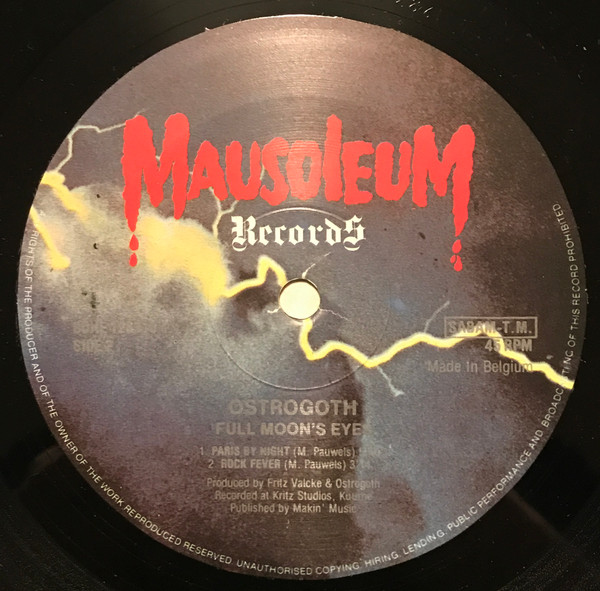 MAUSOLEUM
Records
SABAM-T.M.
45 RPM
Made In Belgium
OSTROGOTH
FULL MOON'S EYES
1. PARIS BY NIGHT (M. Pauwels)
2. ROCK FEVER (M. Pauwels)
Produced by Fritz Valcke & Ostrogoth
Recorded at Kritz Studios, Kuurne
Published by Makin' Music
RIGHTS OF THE PRODUCER AND OF THE OWNER OF THE WORK REPRODUCED RESERVED. UNAUTHORISED COPYING, HIRING, LENDING, PUBLIC PERFORMANCE AND BROADCASTING OF THIS RECORD PROHIBITED.